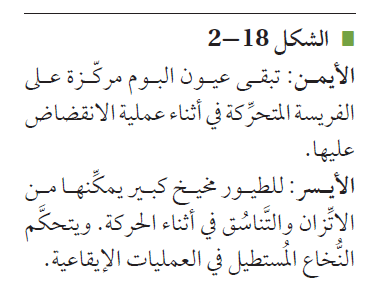 ■ الشكل 18–2
الأيمن: تبقى عيون البوم مركّزة على
الفريسة المتحرِّكة في أثناء عملية الانقضاض
عليها.
الأيسر: للطيور مخيخ كبير يمكِّنها من
الاتِّزان والتَّناسُق في أثناء الحركة. ويتحكَّم
النُّخاع المُستطيل في العمليات الإيقاعية.